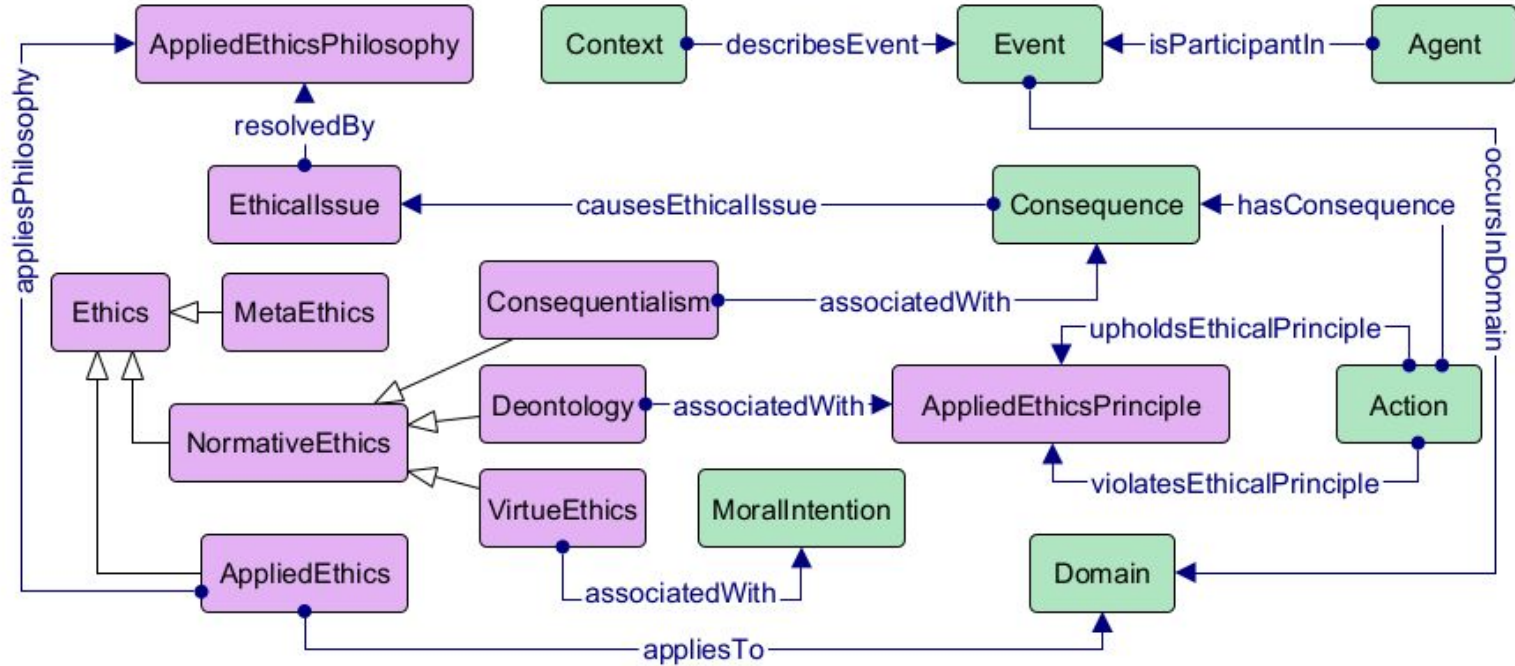 AppliedEthicsPhilosophy
Context
describesEvent
Event
isParticipantIn
Agent
appliesPhilosophy
resolvedBy
occursInDomain
EthicalIssue
causesEthicalIssue
Consequence
hasConsequence
Ethics
MetaEthics
Consequentialism
associatedWith
upholdsEthicalPrinciple
Deontology
associatedWith
AppliedEthicsPrinciple
Action
NormativeEthics
violatesEthicalPrinciple
VirtueEthics
MoralIntention
AppliedEthics
associatedWith
Domain
appliesTo